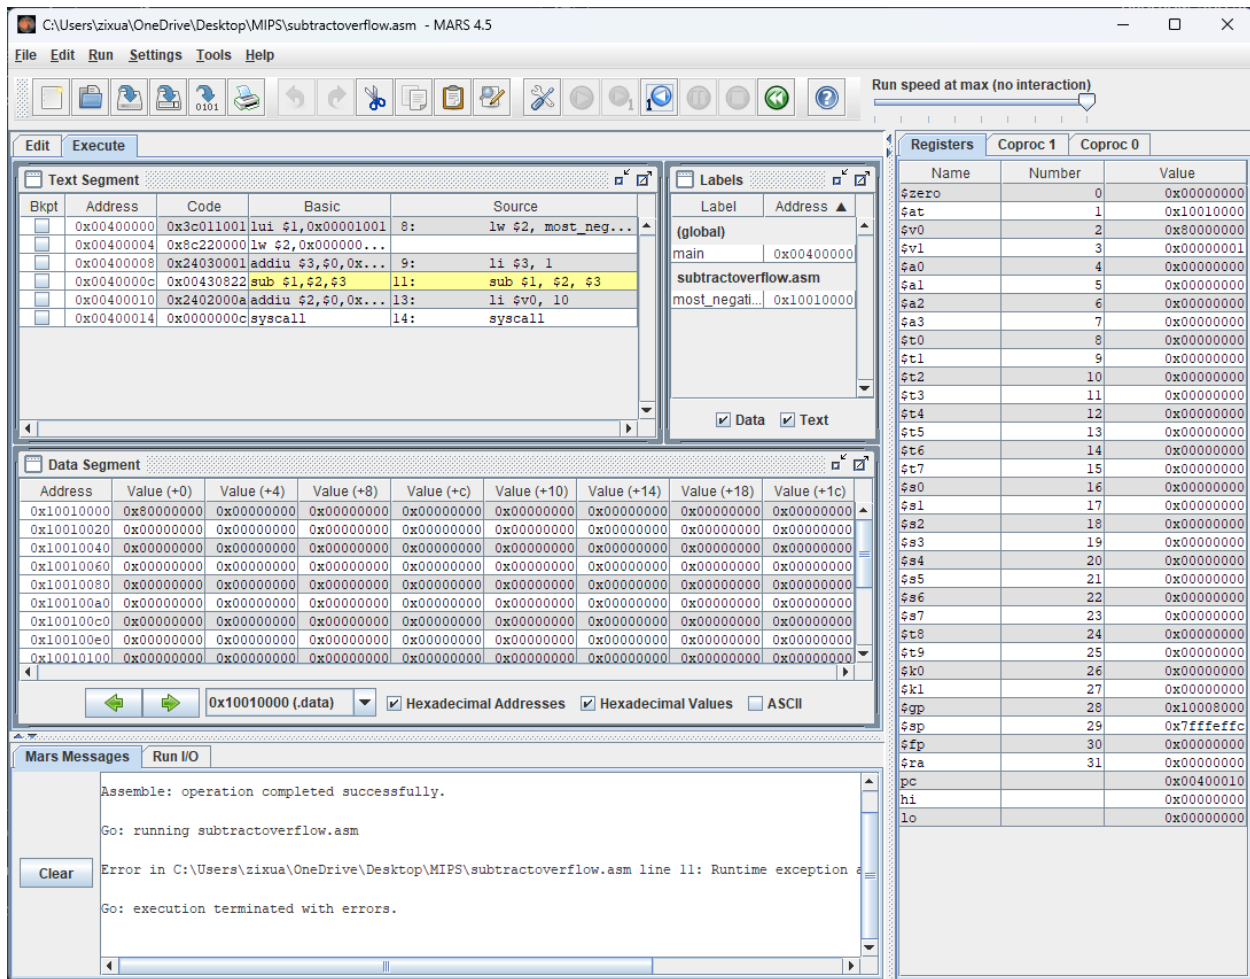 C:\Users\zixua\OneDrive\Desktop\MIPS\subtractoverflow.asm - MARS 4.5
File Edit Run Settings Tools Help
Run speed at max (no interaction)
Edit Execute
Text Segment
Bkpt Address Code Basic Source
0x00400000 0x3c011001 lui $1,0x00001001 8: lw $2, most_neg...
0x00400004 0x8c220000 lw $2,0x000000...
0x00400008 0x24030001 addiu $3,$0,0x... 9: li $3, 1
0x0040000c 0x00430822 sub $1,$2,$3 11: sub $1, $2, $3
0x00400010 0x2402000a addiu $2,$0,0x... 13: li $v0, 10
0x00400014 0x0000000c syscall 14: syscall
Labels
Label Address ▲
(global)
main 0x00400000
subtractoverflow.asm
most_negati... 0x10010000
Data Text
Data Segment
Address Value (+0) Value (+4) Value (+8) Value (+c) Value (+10) Value (+14) Value (+18) Value (+1c)
0x10010000 0x80000000 0x00000000 0x00000000 0x00000000 0x00000000 0x00000000 0x00000000 0x00000000
0x10010020 0x00000000 0x00000000 0x00000000 0x00000000 0x00000000 0x00000000 0x00000000 0x00000000
0x10010040 0x00000000 0x00000000 0x00000000 0x00000000 0x00000000 0x00000000 0x00000000 0x00000000
0x10010060 0x00000000 0x00000000 0x00000000 0x00000000 0x00000000 0x00000000 0x00000000 0x00000000
0x10010080 0x00000000 0x00000000 0x00000000 0x00000000 0x00000000 0x00000000 0x00000000 0x00000000
0x100100a0 0x00000000 0x00000000 0x00000000 0x00000000 0x00000000 0x00000000 0x00000000 0x00000000
0x100100c0 0x00000000 0x00000000 0x00000000 0x00000000 0x00000000 0x00000000 0x00000000 0x00000000
0x100100e0 0x00000000 0x00000000 0x00000000 0x00000000 0x00000000 0x00000000 0x00000000 0x00000000
0x10010100 0x00000000 0x00000000 0x00000000 0x00000000 0x00000000 0x00000000 0x00000000 0x00000000
0x10010000 (.data) Hexadecimal Addresses Hexadecimal Values ASCII
Mars Messages Run I/O
Clear
Assemble: operation completed successfully.
Go: running subtractoverflow.asm
Error in C:\Users\zixua\OneDrive\Desktop\MIPS\subtractoverflow.asm line 11: Runtime exception
Go: execution terminated with errors.
Registers Coproc 1 Coproc 0
Name Number Value
$zero 0 0x00000000
$at 1 0x10010000
$v0 2 0x80000000
$v1 3 0x00000001
$a0 4 0x00000000
$a1 5 0x00000000
$a2 6 0x00000000
$a3 7 0x00000000
$t0 8 0x00000000
$t1 9 0x00000000
$t2 10 0x00000000
$t3 11 0x00000000
$t4 12 0x00000000
$t5 13 0x00000000
$t6 14 0x00000000
$t7 15 0x00000000
$s0 16 0x00000000
$s1 17 0x00000000
$s2 18 0x00000000
$s3 19 0x00000000
$s4 20 0x00000000
$s5 21 0x00000000
$s6 22 0x00000000
$s7 23 0x00000000
$t8 24 0x00000000
$t9 25 0x00000000
$k0 26 0x00000000
$k1 27 0x00000000
$gp 28 0x10008000
$sp 29 0x7fffeffc
$fp 30 0x00000000
$ra 31 0x00000000
pc 0x00400010
hi 0x00000000
lo 0x00000000